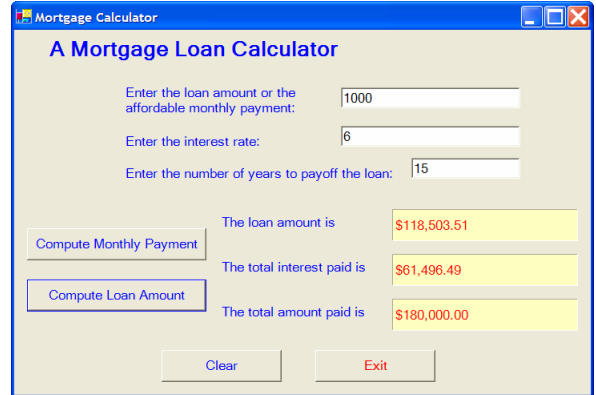 Mortgage Calculator
A Mortgage Loan Calculator
Enter the loan amount or the
affordable monthly payment:
1000
Enter the interest rate:
6
Enter the number of years to payoff the loan:
15
Compute Monthly Payment
Compute Loan Amount
The loan amount is
$118,503.51
The total interest paid is
$61,496.49
The total amount paid is
$180,000.00
Clear
Exit